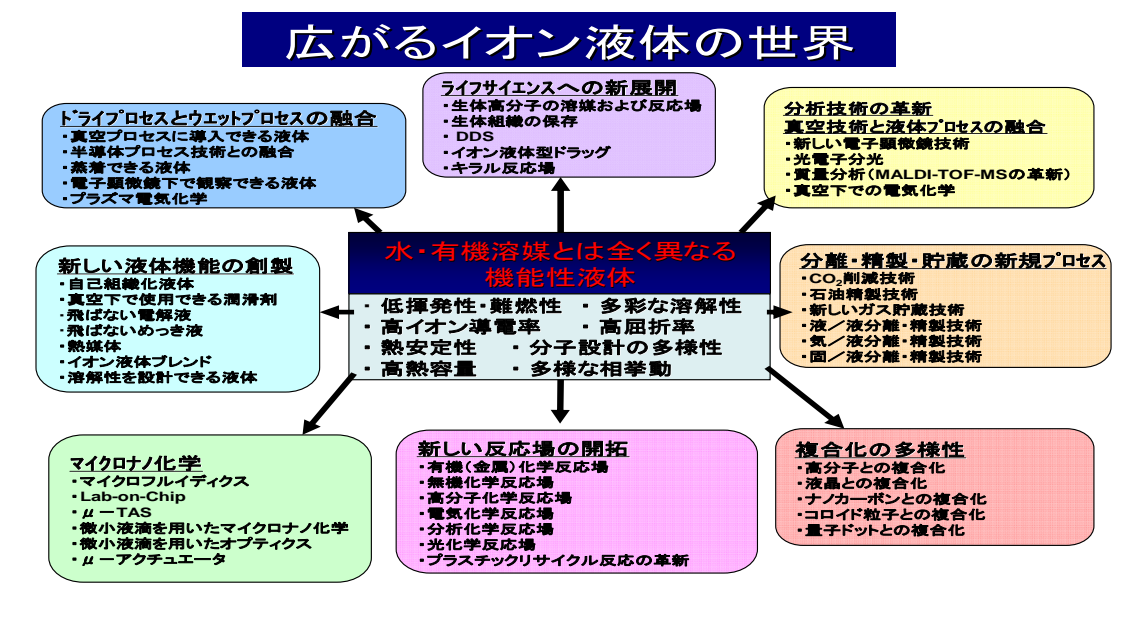 広がるイオン液体の世界
ドライプロセスとウエットプロセスの融合
・真空プロセスに導入できる液体
・半導体プロセス技術との融合
・蒸着できる液体
・電子顕微鏡下で観察できる液体
・プラズマ電気化学
ライフサイエンスへの新展開
・生体高分子の溶媒および反応場
・生体組織の保存
・DDS
・イオン液体型ドラッグ
・キラル反応場
分析技術の革新
真空技術と液体プロセスの融合
・新しい電子顕微鏡技術
・光電子分光
・質量分析(MALDI-TOF-MSの革新)
・真空下での電気化学
新しい液体機能の創製
・自己組織化液体
・真空下で使用できる潤滑剤
・飛ばない電解液
・飛ばないめっき液
・熱媒体
・イオン液体ブレンド
・溶解性を設計できる液体
水・有機溶媒とは全く異なる
機能性液体
・低揮発性・難燃性 ・多彩な溶解性
・高イオン導電率 ・高屈折率
・熱安定性 ・分子設計の多様性
・高熱容量 ・多様な相挙動
分離・精製・貯蔵の新規プロセス
・CO₂削減技術
・石油精製技術
・新しいガス貯蔵技術
・液／液分離・精製技術
・気／液分離・精製技術
・固／液分離・精製技術
マイクロナノ化学
・マイクロフルイディクス
・Lab-on-Chip
・μ－TAS
・微小液滴を用いたマイクロナノ化学
・微小液滴を用いたオプティクス
・μ－アクチュエータ
新しい反応場の開拓
・有機(金属)化学反応場
・無機化学反応場
・高分子化学反応場
・電気化学反応場
・分析化学反応場
・光化学反応場
・プラスチックリサイクル反応の革新
複合化の多様性
・高分子との複合化
・液晶との複合化
・ナノカーボンとの複合化
・コロイド粒子との複合化
・量子ドットとの複合化